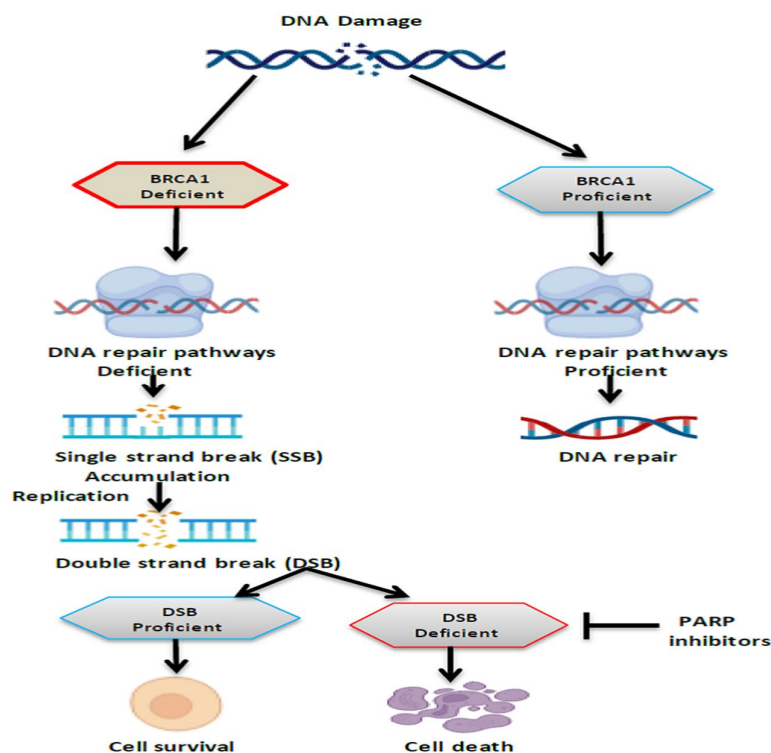 DNA Damage
BRCA1
Deficient
BRCA1
Proficient
DNA repair pathways
Deficient
DNA repair pathways
Proficient
Single strand break (SSB)
Accumulation
DNA repair
Replication
Double strand break (DSB)
DSB
Proficient
DSB
Deficient
PARP
inhibitors
Cell survival
Cell death